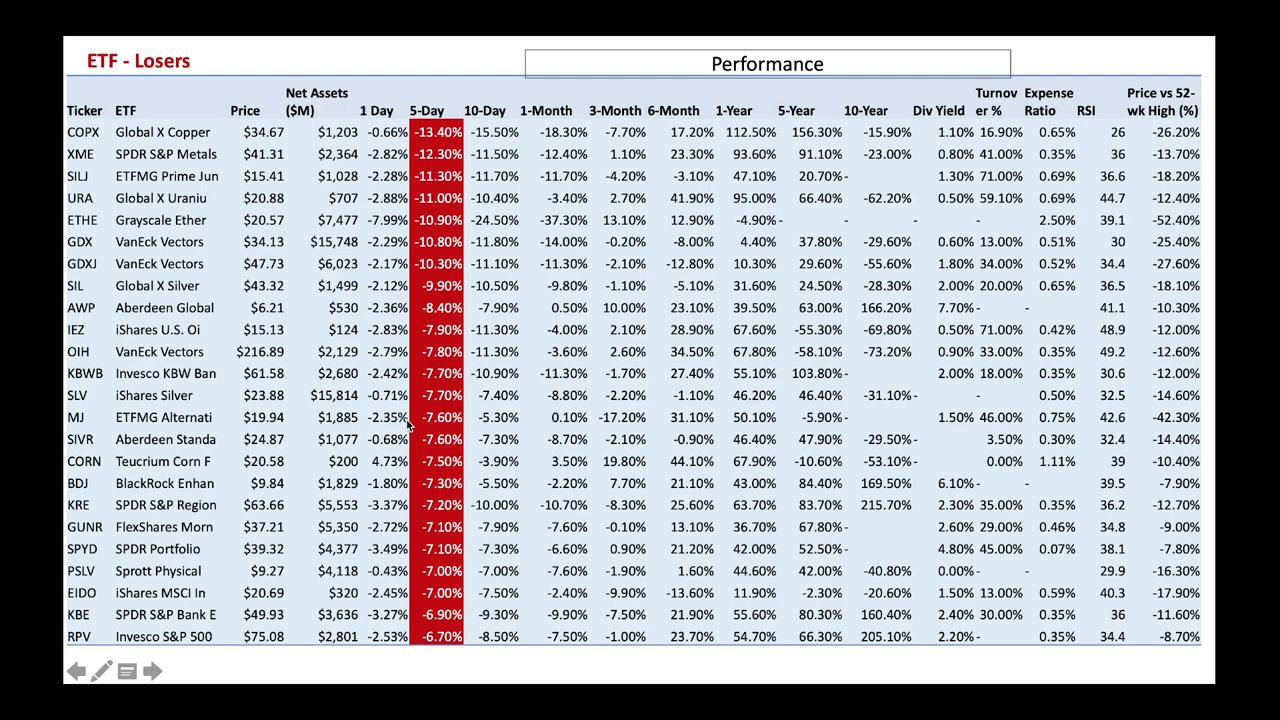 ETF - Losers
Performance
Net Assets Turnov Expense Price vs 52-
Ticker ETF Price ($M) 1 Day 5-Day 10-Day 1-Month 3-Month 6-Month 1-Year 5-Year 10-Year Div Yield er % Ratio RSI wk High (%)
COPX Global X Copper $34.67 $1,203 -0.66% -13.40% -15.50% -18.30% -7.70% 17.20% 112.50% 156.30% -15.90% 1.10% 16.90% 0.65% 26 -26.20%
XME SPDR S&P Metals $41.31 $2,364 -2.82% -12.30% -11.50% -12.40% 1.10% 23.30% 93.60% 91.10% -23.00% 0.80% 41.00% 0.35% 36 -13.70%
SILJ ETFMG Prime Jun $15.41 $1,028 -2.28% -11.30% -11.70% -11.70% -4.20% -3.10% 47.10% 20.70% - 1.30% 71.00% 0.69% 36.6 -18.20%
URA Global X Uraniu $20.88 $707 -2.88% -11.00% -10.40% -3.40% 2.70% 41.90% 95.00% 66.40% -62.20% 0.50% 59.10% 0.69% 44.7 -12.40%
ETHE Grayscale Ether $20.57 $7,477 -7.99% -10.90% -24.50% -37.30% 13.10% 12.90% -4.90% - - - 2.50% 39.1 -52.40%
GDX VanEck Vectors $34.13 $15,748 -2.29% -10.80% -11.80% -14.00% -0.20% -8.00% 4.40% 37.80% -29.60% 0.60% 13.00% 0.51% 30 -25.40%
GDXJ VanEck Vectors $47.73 $6,023 -2.17% -10.30% -11.10% -11.30% -2.10% -12.80% 10.30% 29.60% -55.60% 1.80% 34.00% 0.52% 34.4 -27.60%
SIL Global X Silver $43.32 $1,499 -2.12% -9.90% -10.50% -9.80% -1.10% -5.10% 31.60% 24.50% -28.30% 2.00% 20.00% 0.65% 36.5 -18.10%
AWP Aberdeen Global $6.21 $530 -2.36% -8.40% -7.90% 0.50% 10.00% 23.10% 39.50% 63.00% 166.20% 7.70% - - 41.1 -10.30%
IEZ iShares U.S. Oi $15.13 $124 -2.83% -7.90% -11.30% -4.00% 2.10% 28.90% 67.60% -55.30% -69.80% 0.50% 71.00% 0.42% 48.9 -12.00%
OIH VanEck Vectors $216.89 $2,129 -2.79% -7.80% -11.30% -3.60% 2.60% 34.50% 67.80% -58.10% -73.20% 0.90% 33.00% 0.35% 49.2 -12.60%
KBWB Invesco KBW Ban $61.58 $2,680 -2.42% -7.70% -10.90% -11.30% -1.70% 27.40% 55.10% 103.80% - 2.00% 18.00% 0.35% 30.6 -12.00%
SLV iShares Silver $23.88 $15,814 -0.71% -7.70% -7.40% -8.80% -2.20% -1.10% 46.20% 46.40% -31.10% - - 0.50% 32.5 -14.60%
MJ ETFMG Alternati $19.94 $1,885 -2.35% -7.60% -5.30% 0.10% -17.20% 31.10% 50.10% -5.90% - 1.50% 46.00% 0.75% 41.6 -42.30%
SIVR Aberdeen Standa $24.87 $1,077 -0.68% -7.60% -7.30% -8.70% -2.10% -0.90% 46.40% 47.90% -29.50% - 3.50% 0.30% 32.4 -14.40%
CORN Teucrium Corn F $20.58 $200 4.73% -7.50% -3.90% 3.50% 19.80% 44.10% 67.90% -10.60% -53.10% - 0.00% 1.11% 39 -10.40%
BDJ BlackRock Enhan $9.84 $1,829 -1.80% -7.30% -5.50% -2.20% 7.70% 21.10% 43.00% 84.40% 169.50% 6.10% - - 39.5 -7.90%
KRE SPDR S&P Region $63.66 $5,553 -3.37% -7.20% -10.00% -10.70% -8.30% 25.60% 63.70% 83.70% 215.70% 2.30% 35.00% 0.35% 36.2 -12.70%
GUNR FlexShares Morn $37.21 $5,350 -2.72% -7.10% -7.90% -7.60% -0.10% 13.10% 36.70% 67.80% - 2.60% 29.00% 0.46% 34.8 -9.00%
SPYD SPDR Portfolio $39.32 $4,377 -3.49% -7.10% -7.30% -6.60% 0.90% 21.20% 42.00% 52.50% - 4.80% 45.00% 0.07% 38.1 -7.80%
PSLV Sprott Physical $9.27 $4,118 -0.43% -7.00% -7.00% -7.60% -1.90% 1.60% 44.60% 42.00% -40.80% 0.00% - - 29.9 -16.30%
EIDO iShares MSCI In $20.69 $320 -2.45% -7.00% -7.50% -2.40% -9.90% -13.60% 11.90% -2.30% -20.60% 1.50% 13.00% 0.59% 40.3 -17.90%
KBE SPDR S&P Bank E $49.93 $3,636 -3.27% -6.90% -9.30% -9.90% -7.50% 21.90% 55.60% 80.30% 160.40% 2.40% 30.00% 0.35% 36 -11.60%
RPV Invesco S&P 500 $75.08 $2,801 -2.53% -6.70% -8.50% -7.50% -1.00% 23.70% 54.70% 66.30% 205.10% 2.20% - 0.35% 34.4 -8.70%